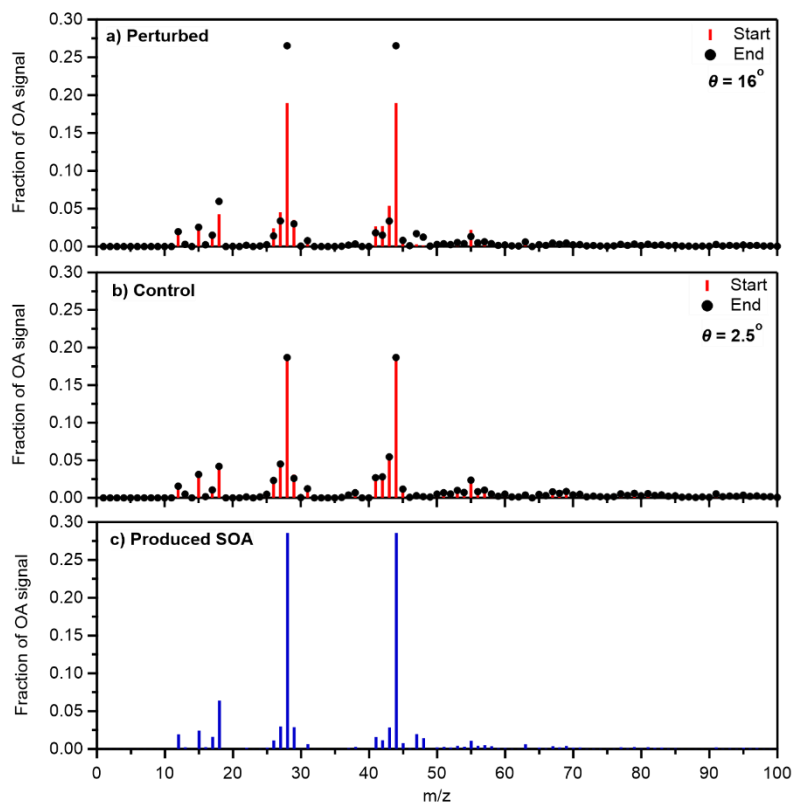 0.30
a) Perturbed
Start
End
θ = 16°
0.25
0.20
0.15
0.10
0.05
0.00
Fraction of OA signal
0.30
b) Control
Start
End
θ = 2.5°
0.25
0.20
0.15
0.10
0.05
0.00
Fraction of OA signal
0.30
c) Produced SOA
0.25
0.20
0.15
0.10
0.05
0.00
Fraction of OA signal
0 10 20 30 40 50 60 70 80 90 100
m/z